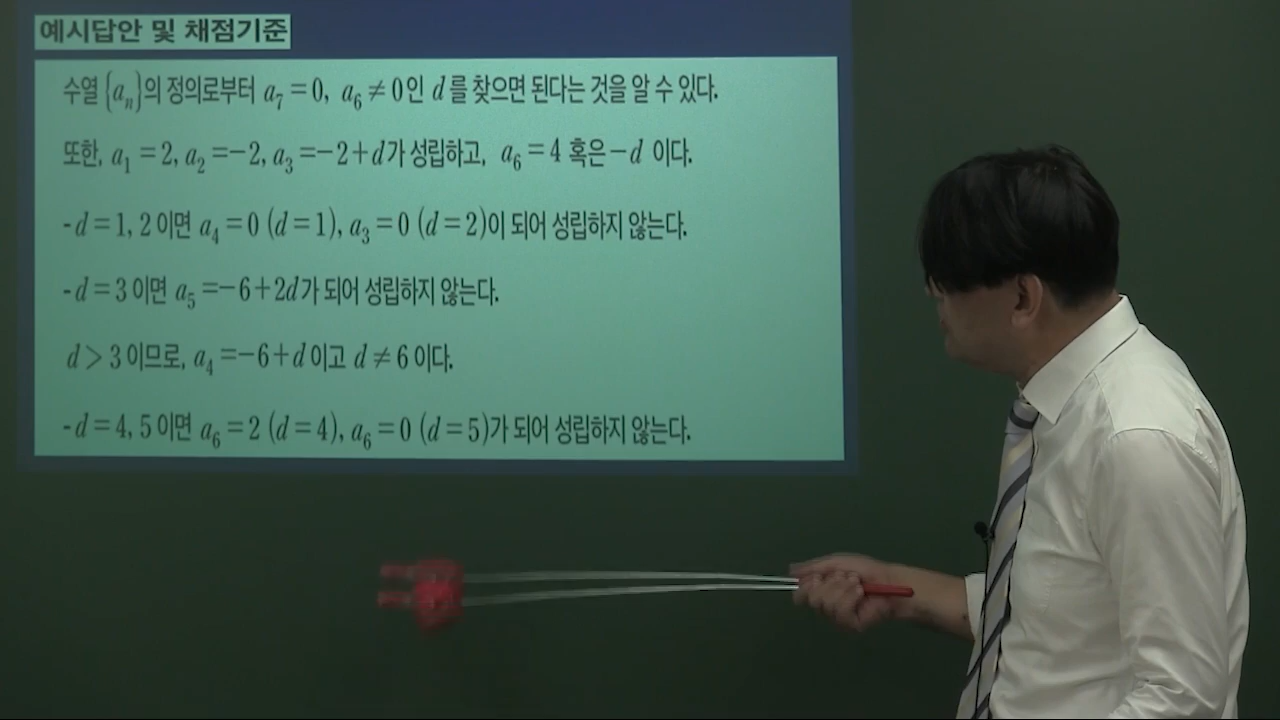 예시답안 및 채점기준
수열 {aₙ}의 정의로부터 a₇ = 0, a₆ ≠ 0인 d를 찾으면 된다는 것을 알 수 있다.
또한, a₁ = 2, a₂ = -2, a₃ = -2+d가 성립하고, a₆ = 4 혹은 -d 이다.
- d = 1, 2 이면 a₄ = 0 (d = 1), a₃ = 0 (d = 2)이 되어 성립하지 않는다.
- d = 3 이면 a₅ = -6+2d가 되어 성립하지 않는다.
d > 3 이므로, a₄ = -6+d 이고 d ≠ 6 이다.
- d = 4, 5 이면 a₆ = 2 (d = 4), a₆ = 0 (d = 5)가 되어 성립하지 않는다.